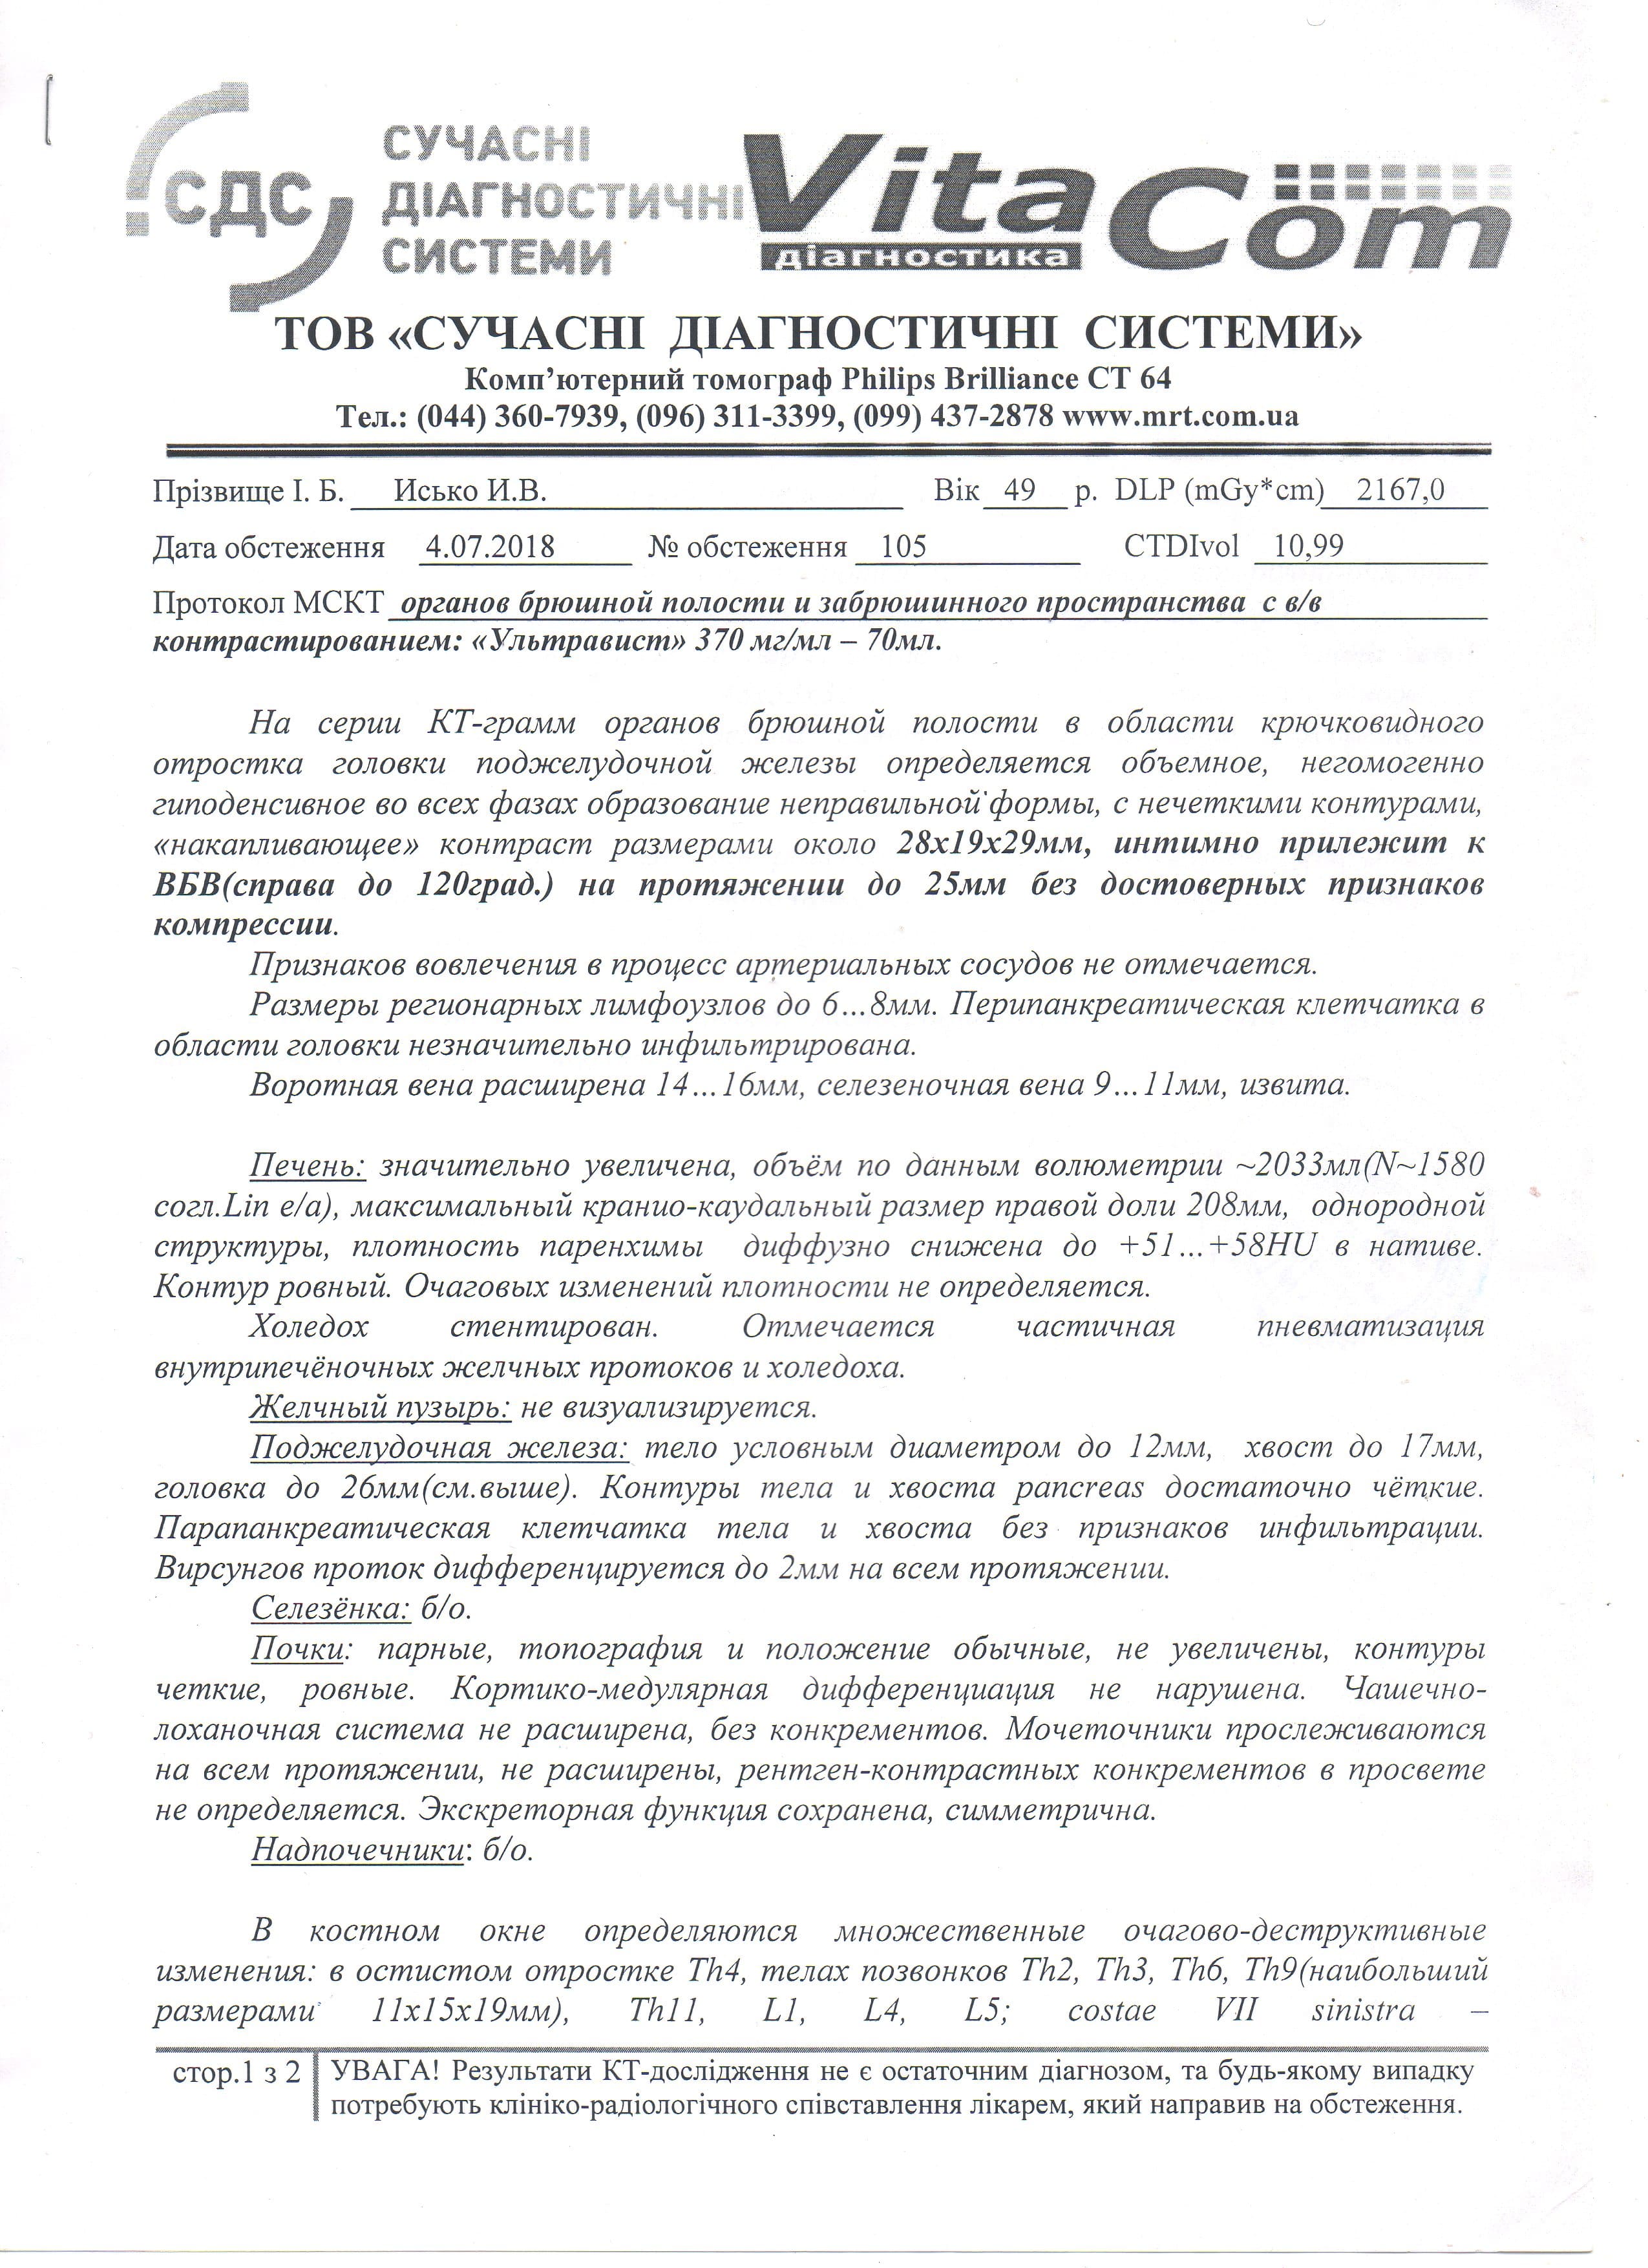 СДС
СУЧАСНІ
ДІАГНОСТИЧНІ
СИСТЕМИ
VitaCom
діагностика
ТОВ «СУЧАСНІ ДІАГНОСТИЧНІ СИСТЕМИ»
Комп’ютерний томограф Philips Brilliance CT 64
Тел.: (044) 360-7939, (096) 311-3399, (099) 437-2878 www.mrt.com.ua
Прізвище І. Б. Исько И.В. Вік 49 р. DLP (mGy*cm) 2167,0
Дата обстеження 4.07.2018 № обстеження 105 CTDIvol 10,99
Протокол МСКТ органов брюшной полости и забрюшинного пространства с в/в
контрастированием: «Ультравист» 370 мг/мл – 70мл.
На серии КТ-грамм органов брюшной полости в области крючковидного
отростка головки поджелудочной железы определяется объемное, негомогенно
гиподенсивное во всех фазах образование неправильной формы, с нечеткими контурами,
«накапливающее» контраст размерами около 28х19х29мм, интимно прилежит к
ВБВ(справа до 120град.) на протяжении до 25мм без достоверных признаков
компрессии.
Признаков вовлечения в процесс артериальных сосудов не отмечается.
Размеры регионарных лимфоузлов до 6…8мм. Перипанкреатическая клетчатка в
области головки незначительно инфильтрирована.
Воротная вена расширена 14…16мм, селезеночная вена 9…11мм, извита.
Печень: значительно увеличена, объём по данным волюметрии ~2033мл(N~1580
согл.Lin e/a), максимальный кранио-каудальный размер правой доли 208мм, однородной
структуры, плотность паренхимы диффузно снижена до +51…+58HU в нативе.
Контур ровный. Очаговых изменений плотности не определяется.
Холедох стентирован. Отмечается частичная пневматизация
внутрипечёночных желчных протоков и холедоха.
Желчный пузырь: не визуализируется.
Поджелудочная железа: тело условным диаметром до 12мм, хвост до 17мм,
головка до 26мм(см.выше). Контуры тела и хвоста pancreas достаточно чёткие.
Парапанкреатическая клетчатка тела и хвоста без признаков инфильтрации.
Вирсунгов проток дифференцируется до 2мм на всем протяжении.
Селезёнка: б/о.
Почки: парные, топография и положение обычные, не увеличены, контуры
четкие, ровные. Кортико-медулярная дифференциация не нарушена. Чашечно-
лоханочная система не расширена, без конкрементов. Мочеточники прослеживаются
на всем протяжении, не расширены, рентген-контрастных конкрементов в просвете
не определяется. Экскреторная функция сохранена, симметрична.
Надпочечники: б/о.
В костном окне определяются множественные очагово-деструктивные
изменения: в остистом отростке Th4, телах позвонков Th2, Th3, Th6, Th9(наибольший
размерами 11х15х19мм), Th11, L1, L4, L5; costae VII sinistra –
стор.1 з 2
УВАГА! Результати КТ-дослідження не є остаточним діагнозом, та будь-якому випадку
потребують клініко-радіологічного співставлення лікарем, який направив на обстеження.